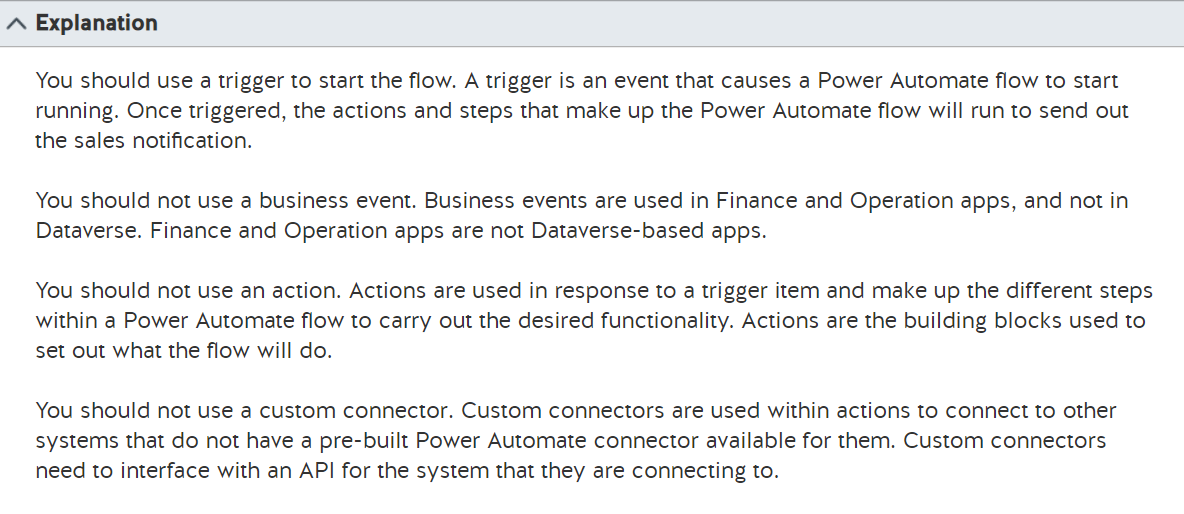 Explanation
You should use a trigger to start the flow. A trigger is an event that causes a Power Automate flow to start
running. Once triggered, the actions and steps that make up the Power Automate flow will run to send out
the sales notification.
You should not use a business event. Business events are used in Finance and Operation apps, and not in
Dataverse. Finance and Operation apps are not Dataverse-based apps.
You should not use an action. Actions are used in response to a trigger item and make up the different steps
within a Power Automate flow to carry out the desired functionality. Actions are the building blocks used to
set out what the flow will do.
You should not use a custom connector. Custom connectors are used within actions to connect to other
systems that do not have a pre-built Power Automate connector available for them. Custom connectors
need to interface with an API for the system that they are connecting to.